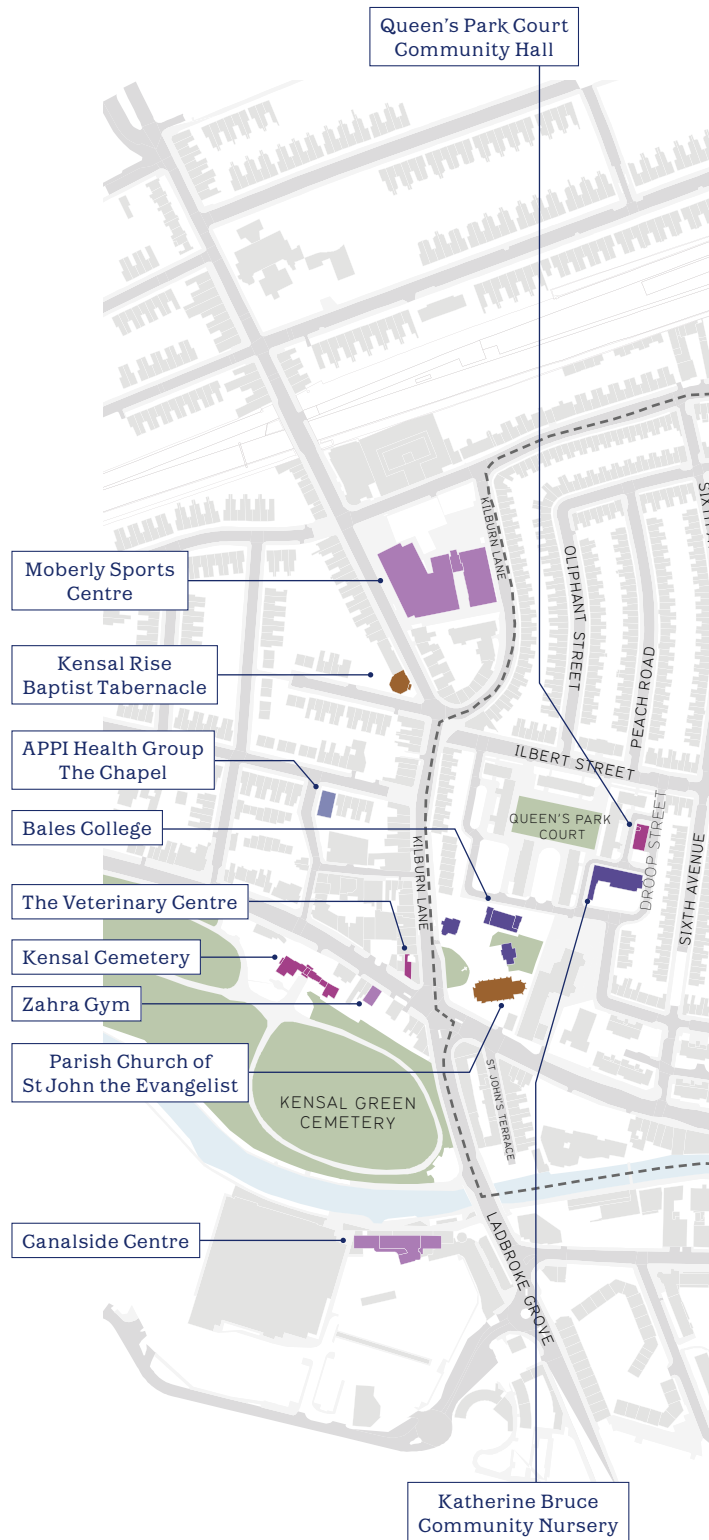 Queen's Park Court
Community Hall
KILBURN LANE
SIXTH
OLIPHANT STREET
PEACH ROAD
Moberly Sports
Centre
Kensal Rise
Baptist Tabernacle
ILBERT STREET
APPI Health Group
The Chapel
QUEEN'S PARK
COURT
DROOP STREET
Bales College
KILBURN LANE
SIXTH AVENUE
The Veterinary Centre
Kensal Cemetery
Zahra Gym
Parish Church of
St John the Evangelist
ST JOHN'S TERRACE
KENSAL GREEN
CEMETERY
Canalside Centre
LADBROKE GROVE
Katherine Bruce
Community Nursery